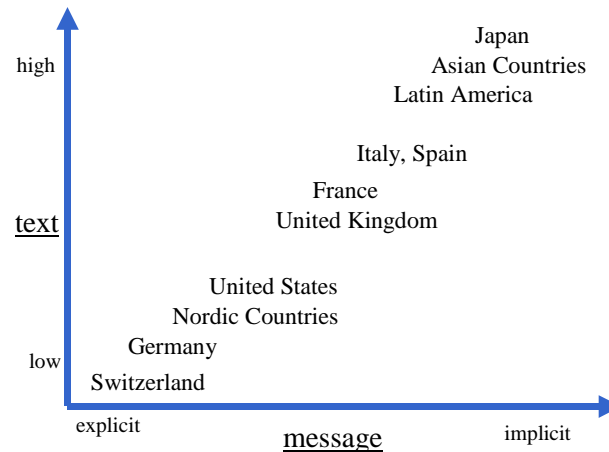 Japan
high
Asian Countries
Latin America
Italy, Spain
France
United Kingdom
text
United States
Nordic Countries
Germany
low
Switzerland
explicit
message
implicit